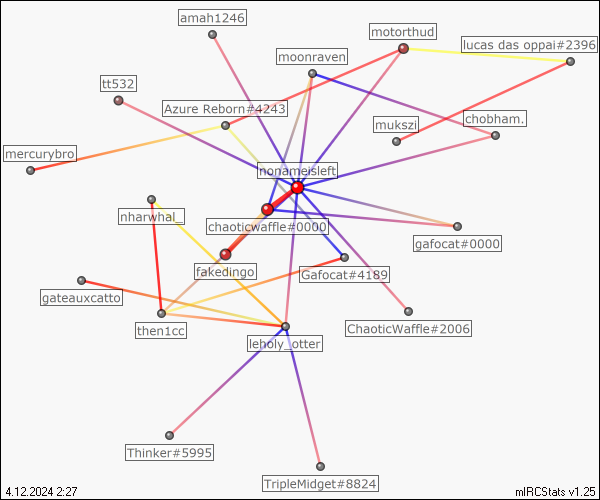 amah1246
motorthud
lucas das oppai#2396
moonraven
tt532
Azure Reborn#4243
chobham.
mukszi
mercurybro
nonameisleft
nharwhal_
chaoticwaffle#0000
gafocat#0000
fakedingo
Gafocat#4189
gateauxcatto
then1cc
ChaoticWaffle#2006
leholy_otter
Thinker#5995
TripleMidget#8824
4.12.2024 2:27
mIRCStats v1.25